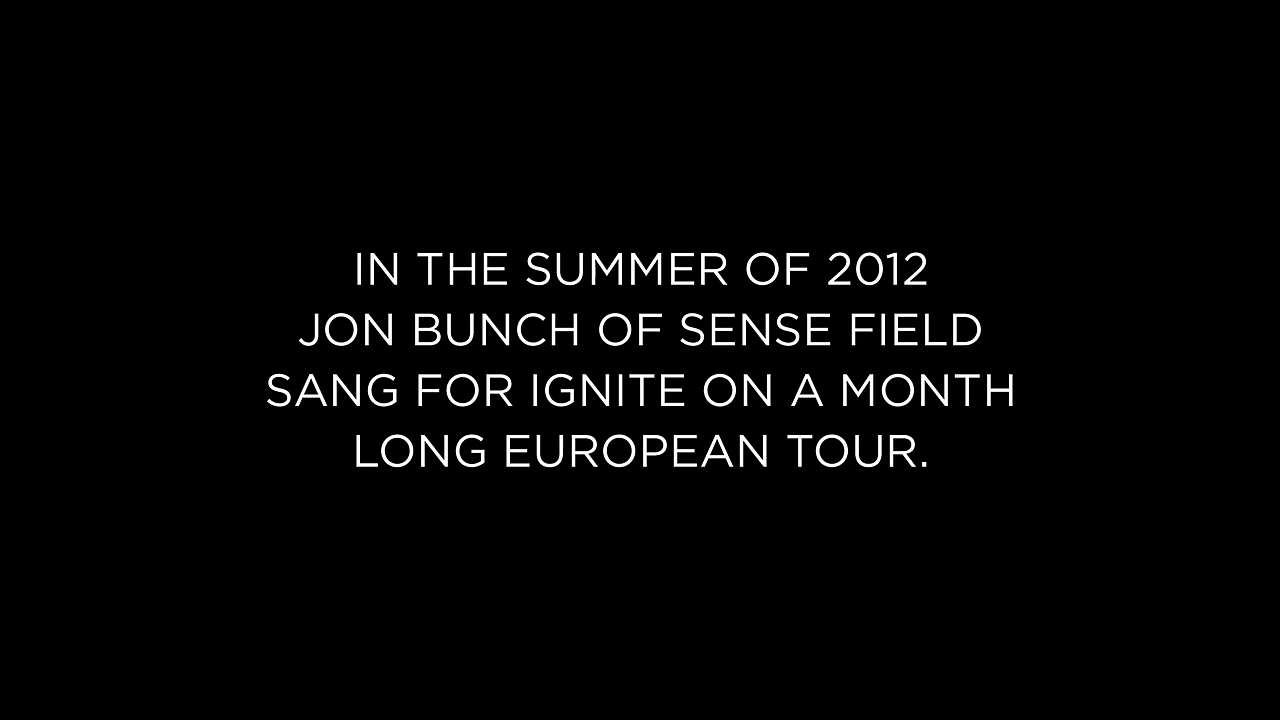 IN THE SUMMER OF 2012
JON BUNCH OF SENSE FIELD
SANG FOR IGNITE ON A MONTH
LONG EUROPEAN TOUR.